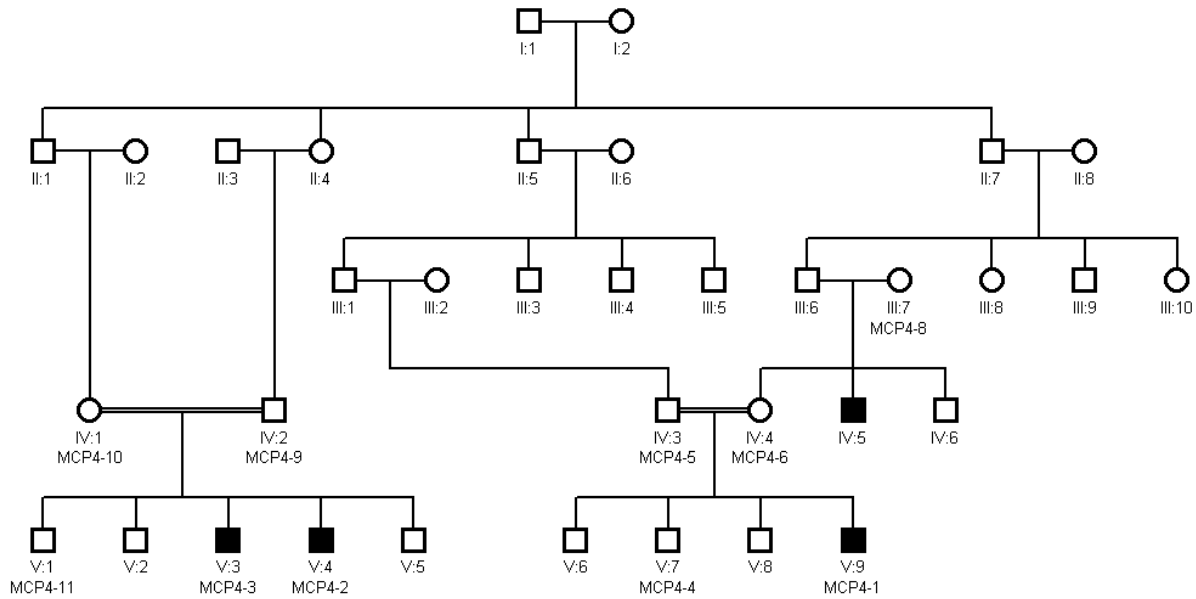 I:1 I:2
II:1 II:2 II:3 II:4 II:5 II:6 II:7 II:8
III:1 III:2 III:3 III:4 III:5 III:6 III:7 III:8 III:9 III:10
MCP4-8
IV:1 IV:2 IV:3 IV:4 IV:5 IV:6
MCP4-10 MCP4-9 MCP4-5 MCP4-6
V:1 V:2 V:3 V:4 V:5 V:6 V:7 V:8 V:9
MCP4-11 MCP4-3 MCP4-2 MCP4-4 MCP4-1